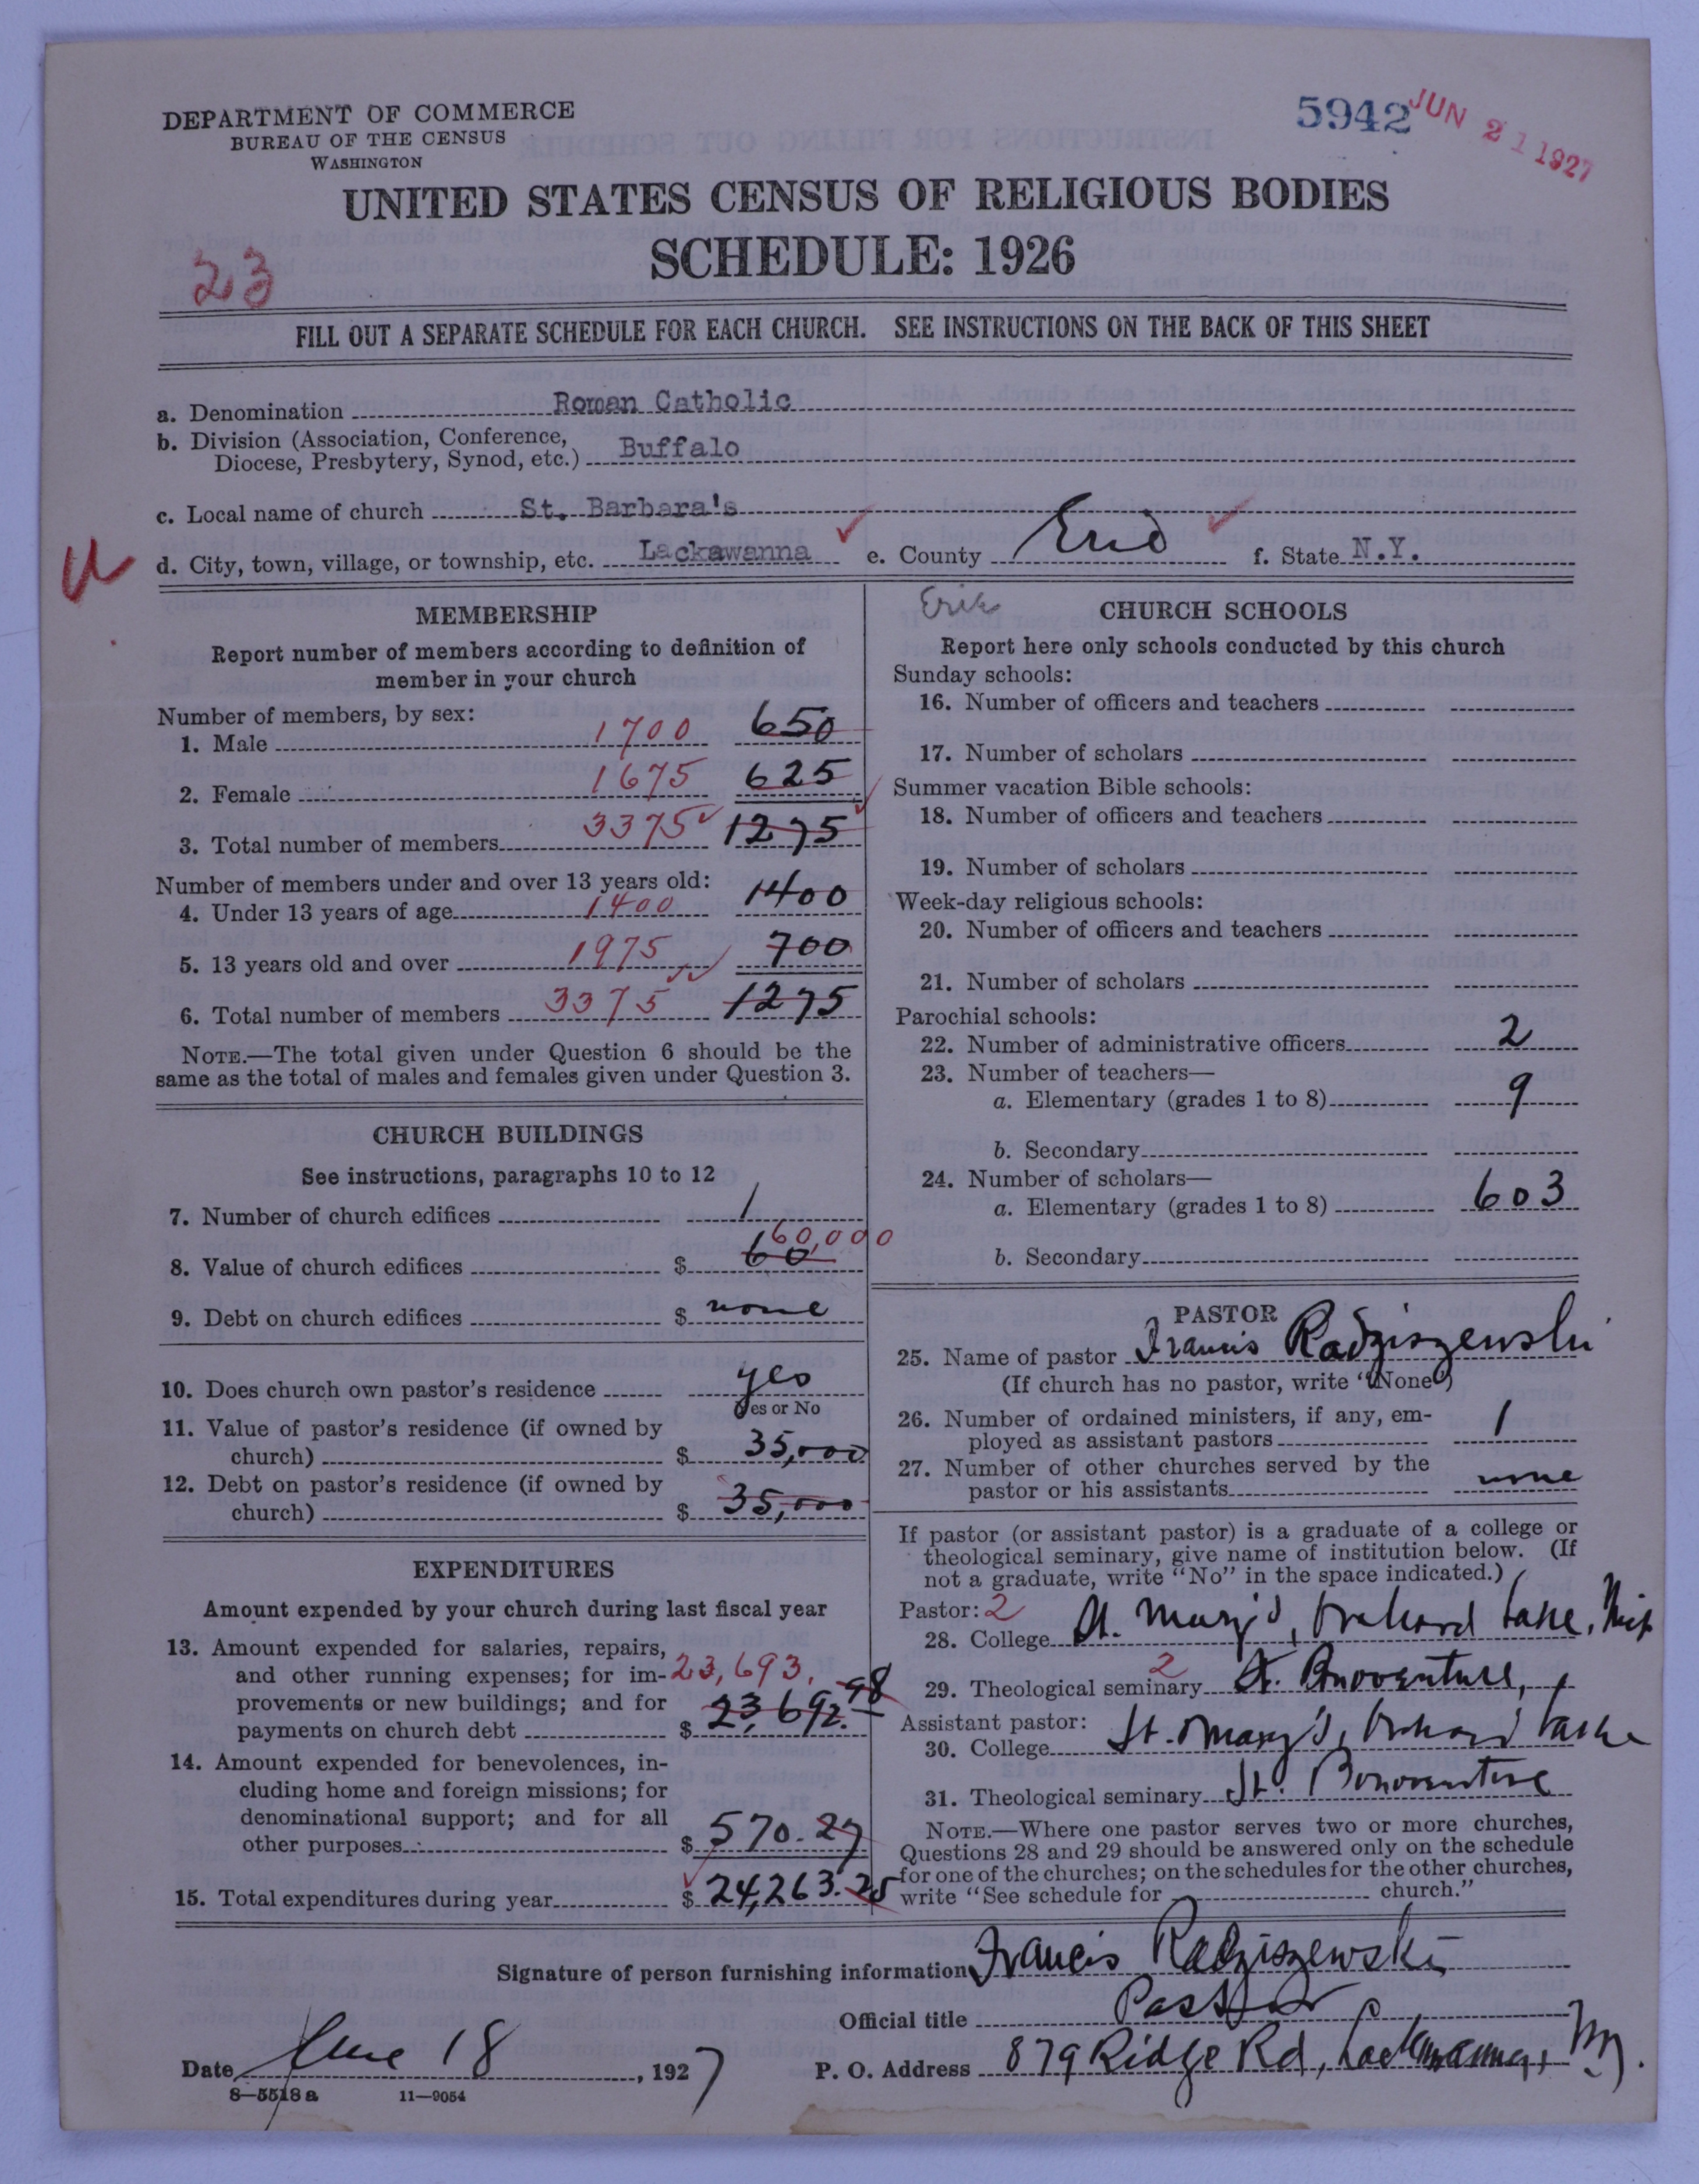 DEPARTMENT OF COMMERCE
BUREAU OF THE CENSUS
WASHINGTON
5942
JUN 21 1927
UNITED STATES CENSUS OF RELIGIOUS BODIES
SCHEDULE: 1926
23
FILL OUT A SEPARATE SCHEDULE FOR EACH CHURCH. SEE INSTRUCTIONS ON THE BACK OF THIS SHEET
a. Denomination Roman Catholic
b. Division (Association, Conference,
Diocese, Presbytery, Synod, etc.) Buffalo
c. Local name of church St. Barbara's
d. City, town, village, or township, etc. Lackawanna e. County Erie f. State N.Y.
Erie
MEMBERSHIP
Report number of members according to definition of
member in your church
Number of members, by sex:
1. Male 1700 650
2. Female 1675 625
3. Total number of members 3375 1275
Number of members under and over 13 years old:
4. Under 13 years of age 1400 1400
5. 13 years old and over 1975 700
6. Total number of members 3375 1275
NOTE.—The total given under Question 6 should be the
same as the total of males and females given under Question 3.
CHURCH BUILDINGS
See instructions, paragraphs 10 to 12
7. Number of church edifices 1
60,000
8. Value of church edifices $ 60
9. Debt on church edifices $ none
10. Does church own pastor's residence yes
Yes or No
11. Value of pastor's residence (if owned by
church) $ 35,000
12. Debt on pastor's residence (if owned by
church) $ 35,000
EXPENDITURES
Amount expended by your church during last fiscal year
13. Amount expended for salaries, repairs,
and other running expenses; for im- 23,693.
provements or new buildings; and for
payments on church debt $ 23,692.98
14. Amount expended for benevolences, in-
cluding home and foreign missions; for
denominational support; and for all
other purposes $ 570.27
15. Total expenditures during year $ 24,263.25
CHURCH SCHOOLS
Report here only schools conducted by this church
Sunday schools:
16. Number of officers and teachers
17. Number of scholars
Summer vacation Bible schools:
18. Number of officers and teachers
19. Number of scholars
Week-day religious schools:
20. Number of officers and teachers
21. Number of scholars
Parochial schools:
22. Number of administrative officers 2
23. Number of teachers—
a. Elementary (grades 1 to 8) 9
b. Secondary
24. Number of scholars—
a. Elementary (grades 1 to 8) 603
b. Secondary
PASTOR
25. Name of pastor Francis Radziszewski
(If church has no pastor, write "None")
26. Number of ordained ministers, if any, em-
ployed as assistant pastors 1
27. Number of other churches served by the
pastor or his assistants none
If pastor (or assistant pastor) is a graduate of a college or
theological seminary, give name of institution below. (If
not a graduate, write "No" in the space indicated.)
Pastor: 2
28. College St. Mary's, Orchard Lake, Mich
2
29. Theological seminary St. Bonoventure,
Assistant pastor:
30. College St. Mary's, Orchard Lake
31. Theological seminary St. Bonoventure
NOTE.—Where one pastor serves two or more churches,
Questions 28 and 29 should be answered only on the schedule
for one of the churches; on the schedules for the other churches,
write "See schedule for church."
Signature of person furnishing information Francis Radziszewski
Official title Pastor
Date June 18, 1927 P. O. Address 879 Ridge Rd, Lackawanna, N.Y.
8—5518 a 11—9054